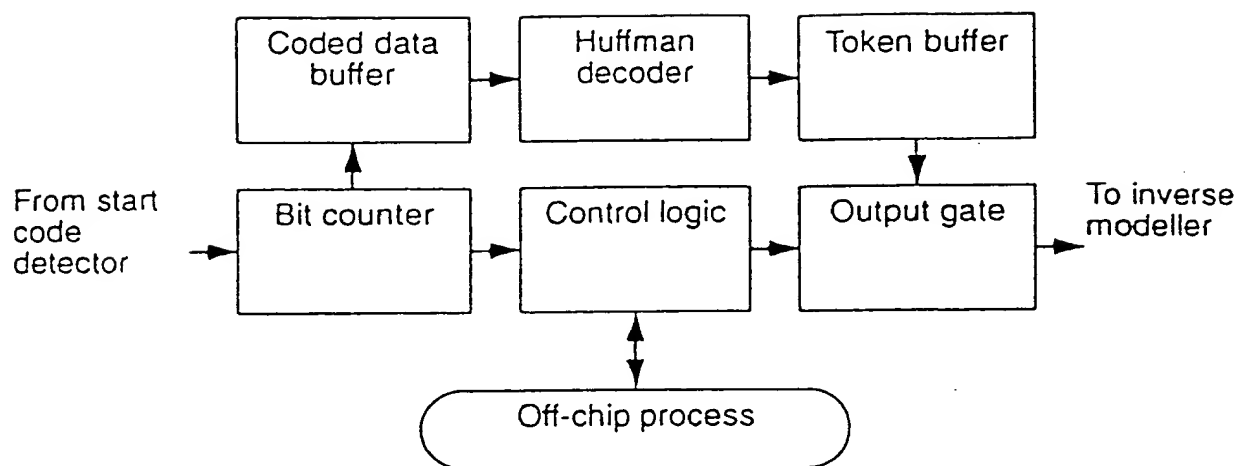 Coded data
buffer
Huffman
decoder
Token buffer
From start
code
detector
Bit counter
Control logic
Output gate
To inverse
modeller
Off-chip process